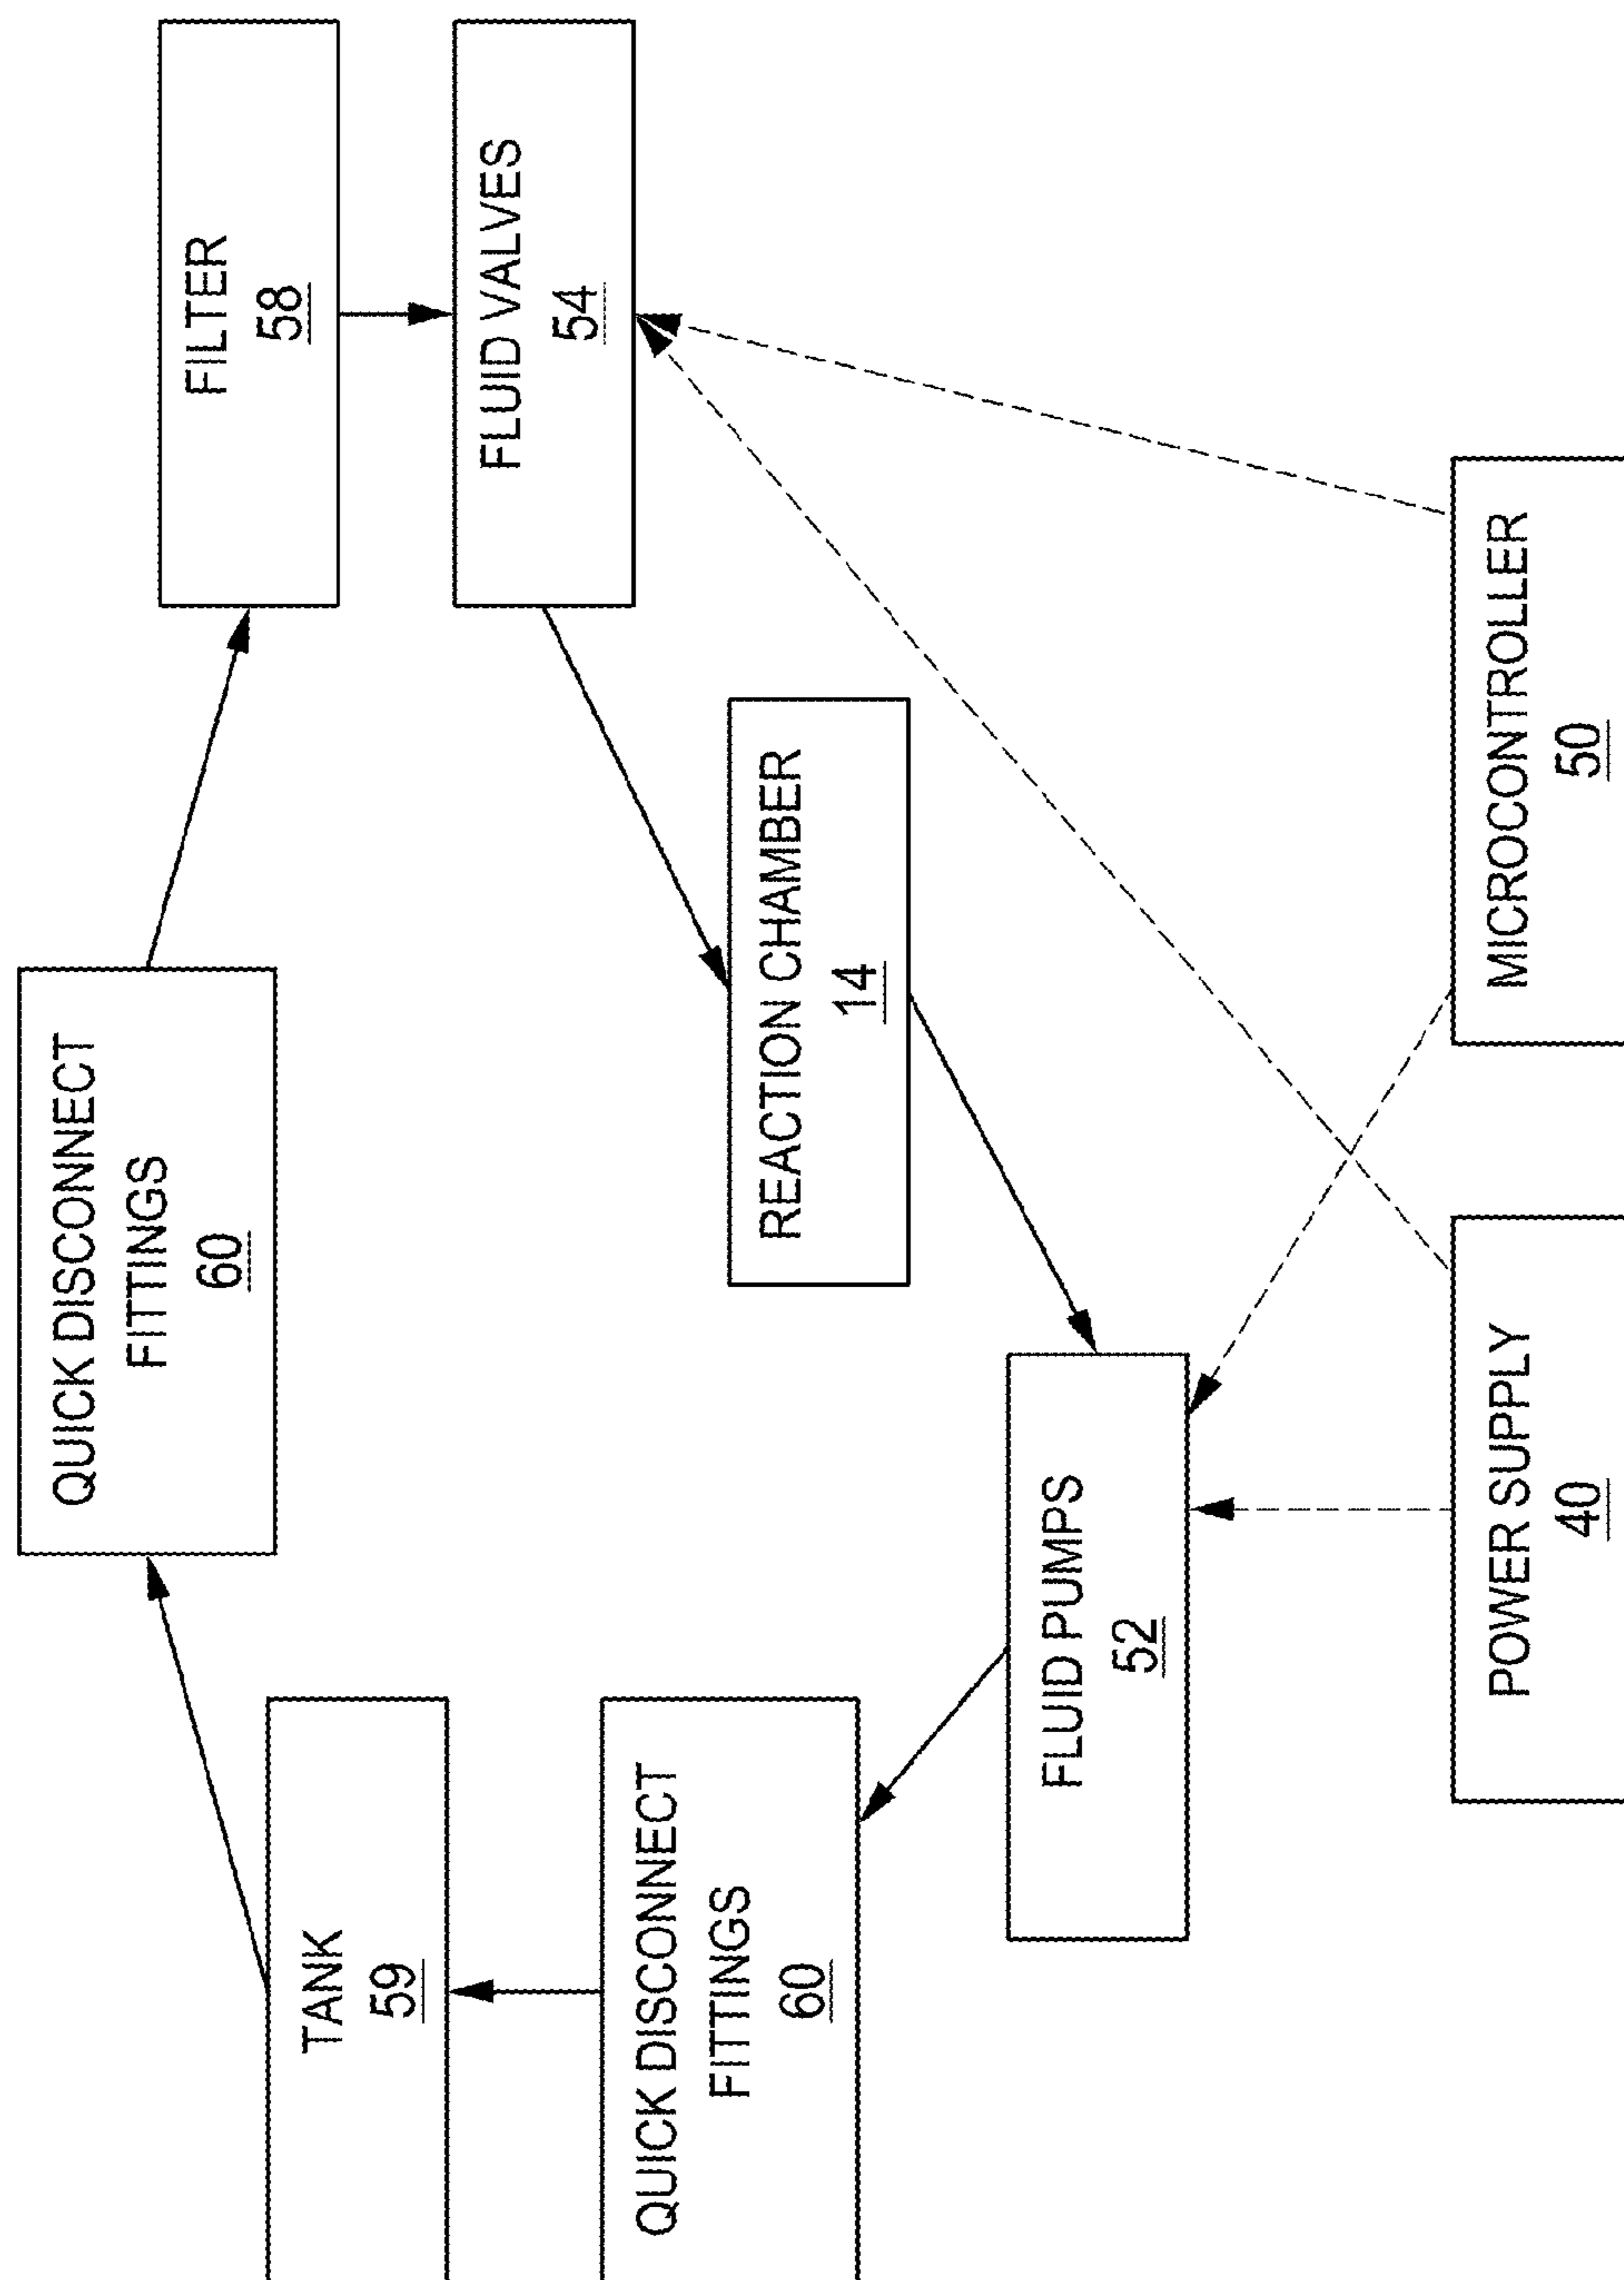 QUICK DISCONNECT
FITTINGS
60
FILTER
58
TANK
59
FLUID VALVES
54
QUICK DISCONNECT
FITTINGS
60
REACTION CHAMBER
14
FLUID PUMPS
52
POWER SUPPLY
40
MICROCONTROLLER
50